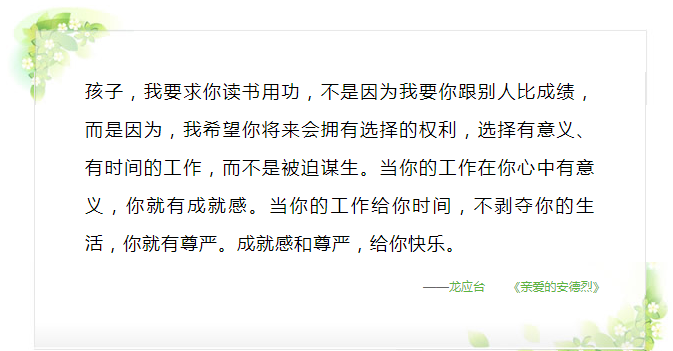 孩子，我要求你读书用功，不是因为我要你跟别人比成绩，
而是因为，我希望你将来会拥有选择的权利，选择有意义、
有时间的工作，而不是被迫谋生。当你的工作在你心中有意
义，你就有成就感。当你的工作给你时间，不剥夺你的生
活，你就有尊严。成就感和尊严，给你快乐。
——龙应台 《亲爱的安德烈》